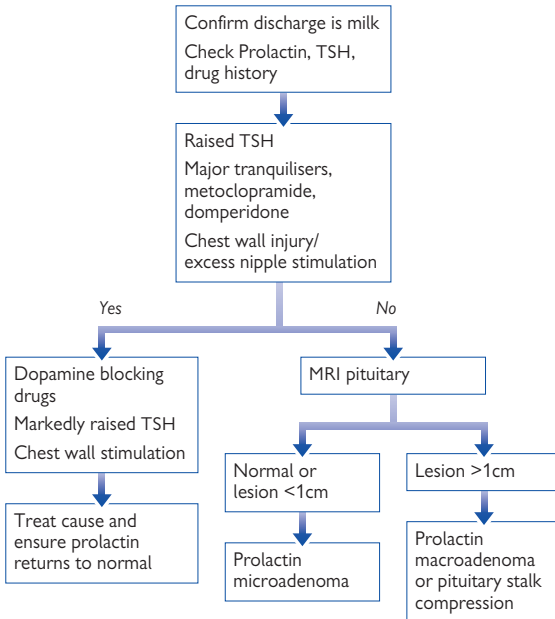 Confirm discharge is milk
Check Prolactin, TSH,
drug history
Raised TSH
Major tranquilisers,
metoclopramide,
domperidone
Chest wall injury/
excess nipple stimulation
Yes
No
Dopamine blocking
drugs
Markedly raised TSH
Chest wall stimulation
MRI pituitary
Normal or
lesion <1cm
Lesion >1cm
Treat cause and
ensure prolactin
returns to normal
Prolactin
microadenoma
Prolactin
macroadenoma
or pituitary stalk
compression